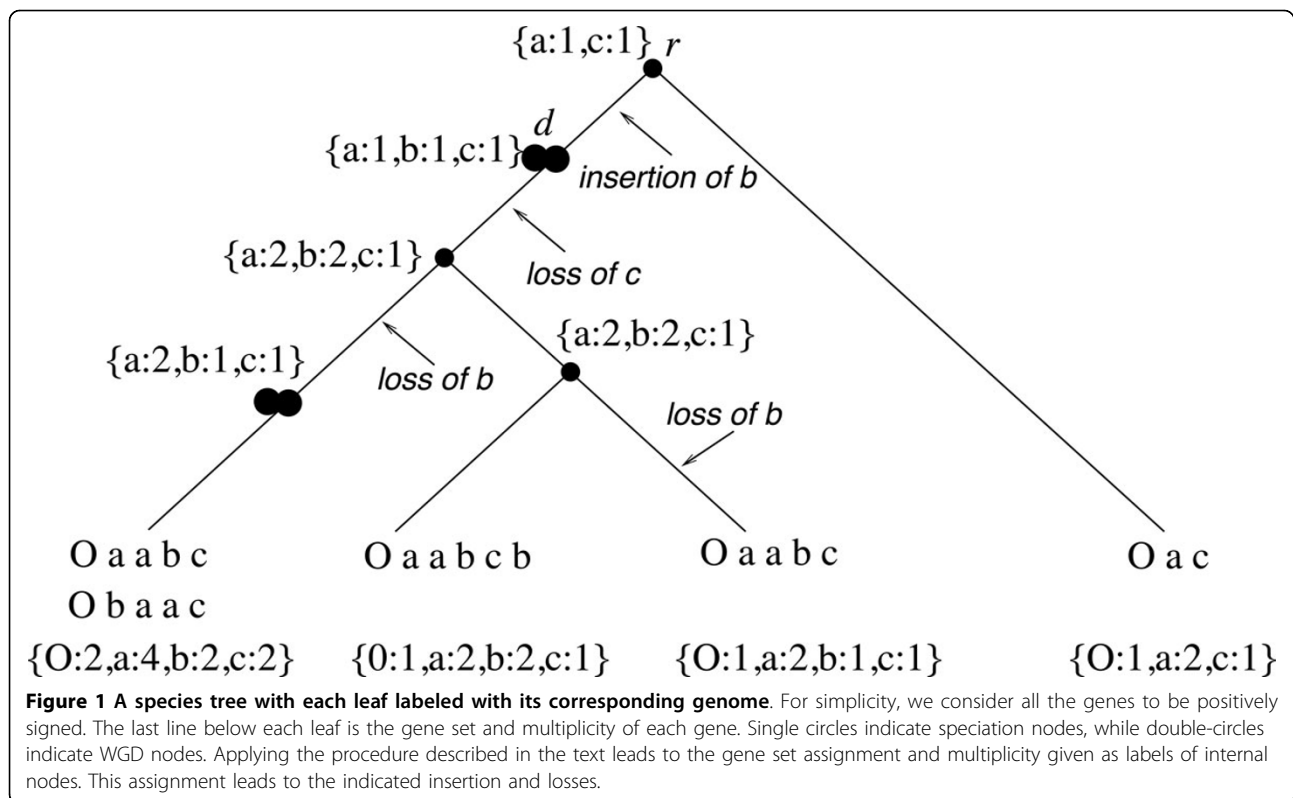 {a:1,c:1} r
d
{a:1,b:1,c:1}
insertion of b
{a:2,b:2,c:1}
loss of c
{a:2,b:1,c:1}
{a:2,b:2,c:1}
loss of b
loss of b
O a a b c
O a a b c b
O a a b c
O a c
O b a a c
{O:2,a:4,b:2,c:2}
{0:1,a:2,b:2,c:1}
{O:1,a:2,b:1,c:1}
{O:1,a:2,c:1}
Figure 1 A species tree with each leaf labeled with its corresponding genome. For simplicity, we consider all the genes to be positively
signed. The last line below each leaf is the gene set and multiplicity of each gene. Single circles indicate speciation nodes, while double-circles
indicate WGD nodes. Applying the procedure described in the text leads to the gene set assignment and multiplicity given as labels of internal
nodes. This assignment leads to the indicated insertion and losses.